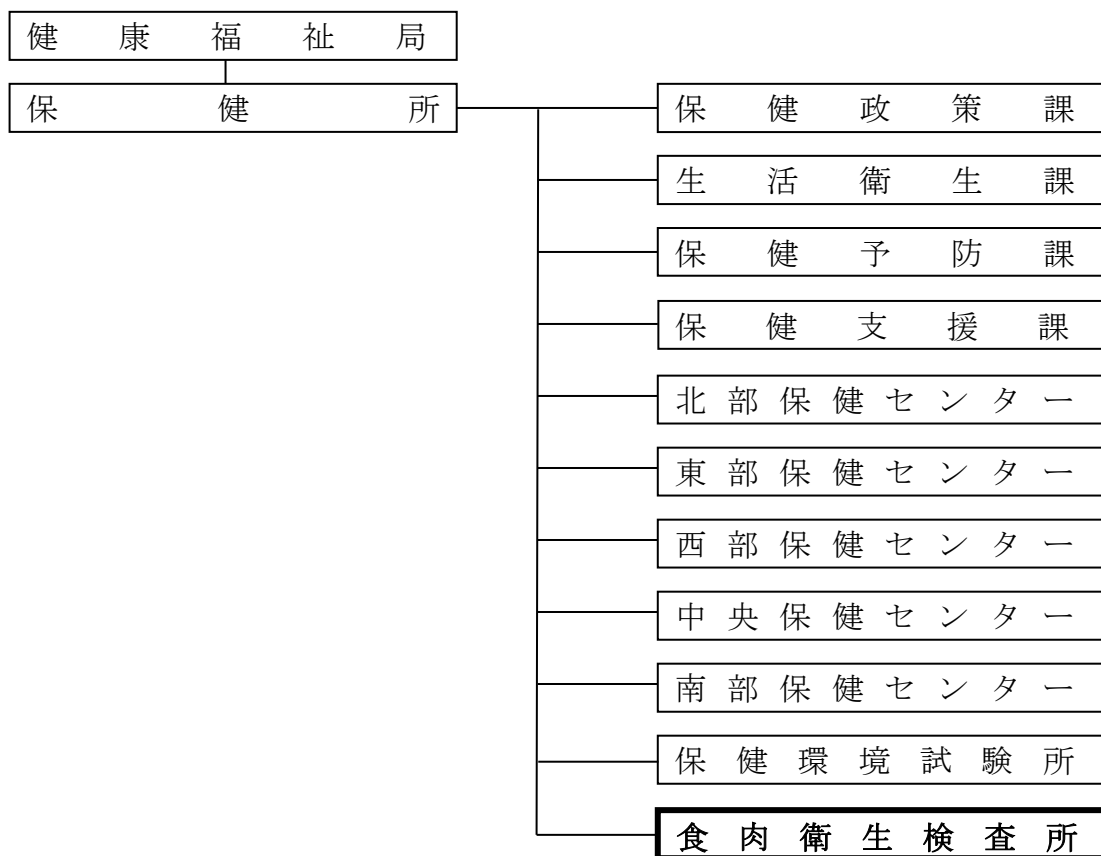 健康福祉局
保健所
保健政策課
生活衛生課
保健予防課
保健支援課
北部保健センター
東部保健センター
西部保健センター
中央保健センター
南部保健センター
保健環境試験所
食肉衛生検査所